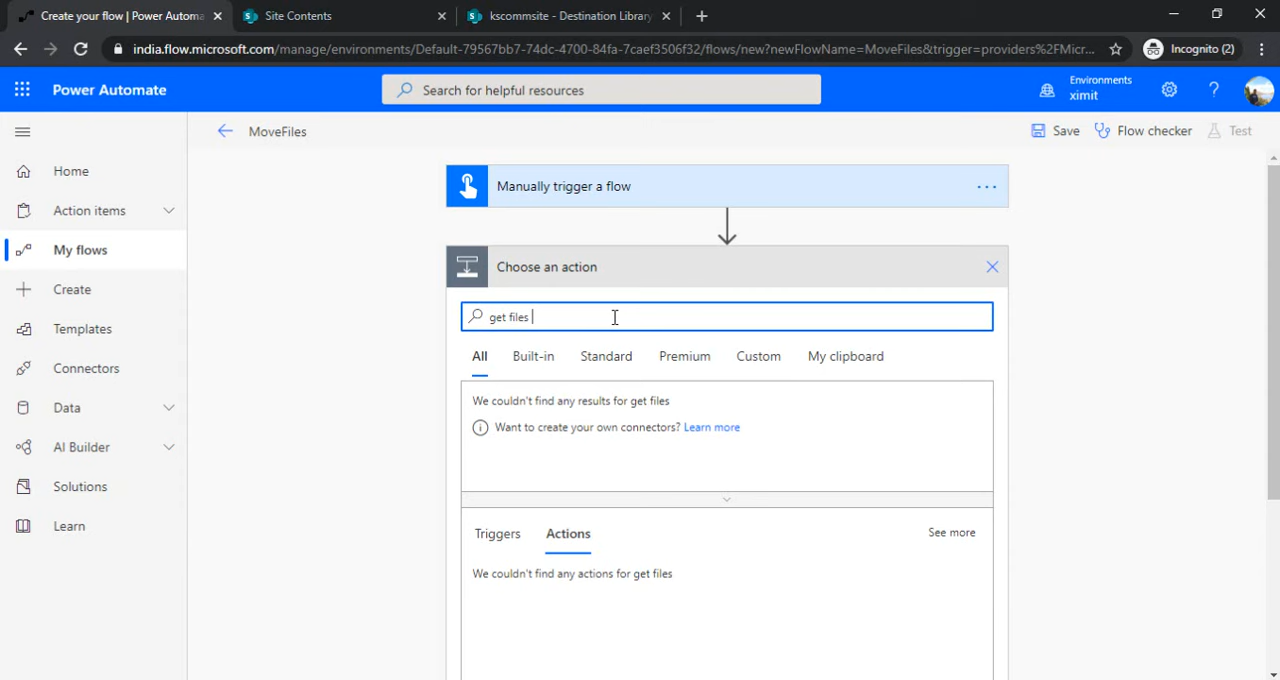 Create your flow | Power Automa
Site Contents
kscommsite - Destination Library
india.flow.microsoft.com/manage/environments/Default-79567bb7-74dc-4700-84fa-7caef3506f32/flows/new?newFlowName=MoveFiles&trigger=providers%2FMicr...
Incognito (2)
Power Automate
Search for helpful resources
Environments
ximit
?
MoveFiles
Save
Flow checker
Test
Home
Action items
My flows
Create
Templates
Connectors
Data
AI Builder
Solutions
Learn
Manually trigger a flow
Choose an action
get files
All
Built-in
Standard
Premium
Custom
My clipboard
We couldn't find any results for get files
Want to create your own connectors? Learn more
Triggers
Actions
See more
We couldn't find any actions for get files